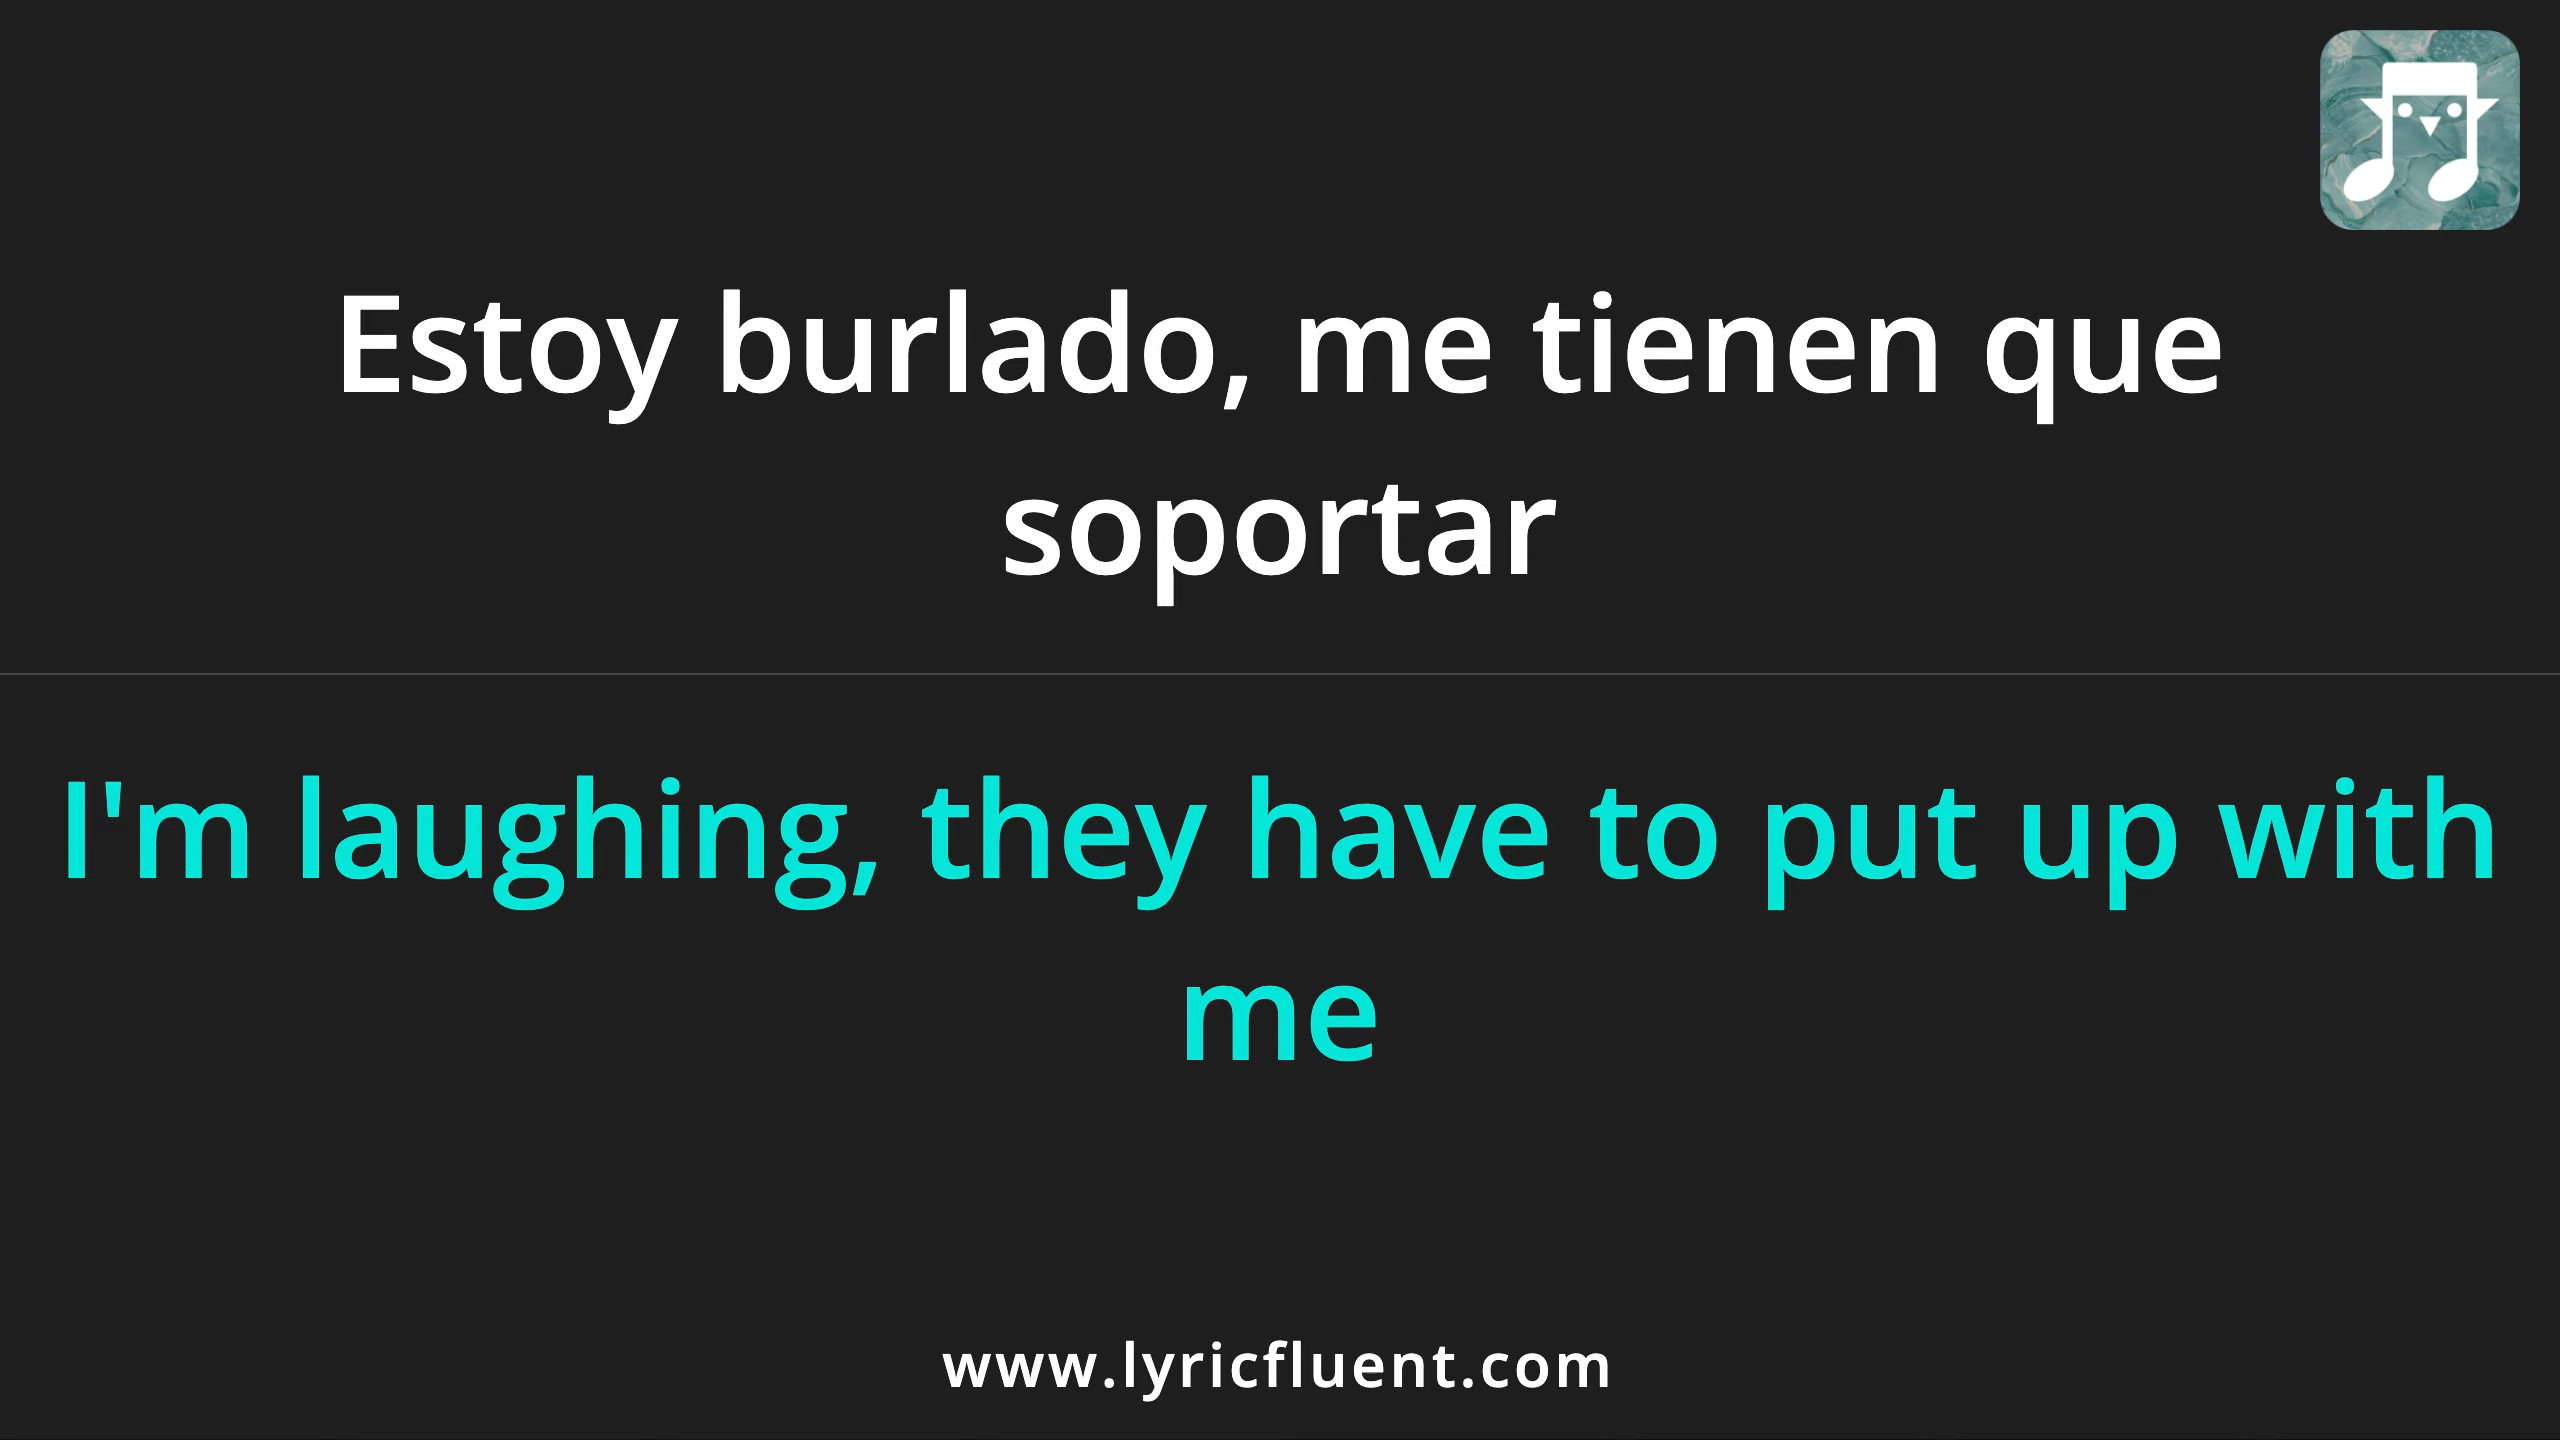 Estoy burlado, me tienen que
soportar
I'm laughing, they have to put up with
me
www.lyricfluent.com